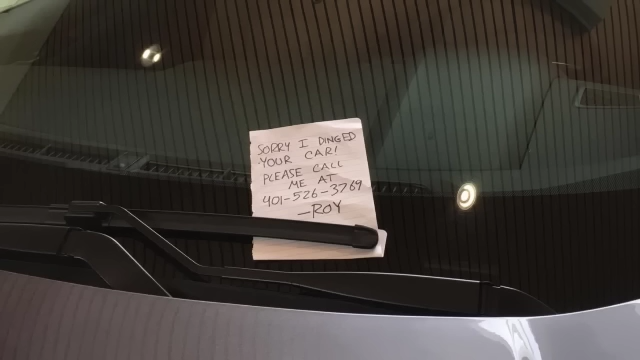 SORRY I DINGED
YOUR CAR!
PLEASE CALL
ME AT
401-526-3769
—ROY